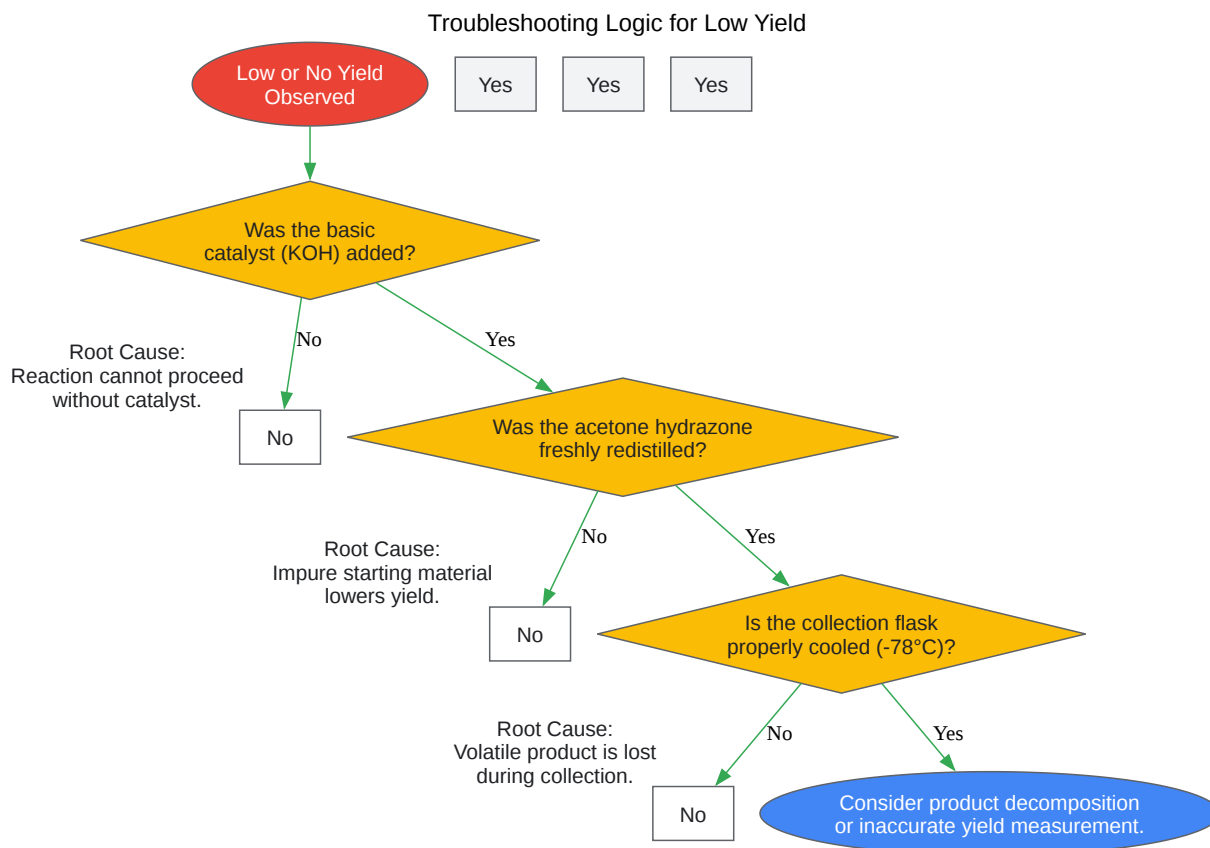 Troubleshooting Logic for Low Yield
Low or No Yield
Observed
Yes
Yes
Yes
Was the basic
catalyst (KOH) added?
No
Yes
Root Cause:
Reaction cannot proceed
without catalyst.
No
Was the acetone hydrazone
freshly redistilled?
No
Yes
Root Cause:
Impure starting material
lowers yield.
No
Is the collection flask
properly cooled (-78°C)?
No
Yes
Root Cause:
Volatile product is lost
during collection.
No
Consider product decomposition
or inaccurate yield measurement.